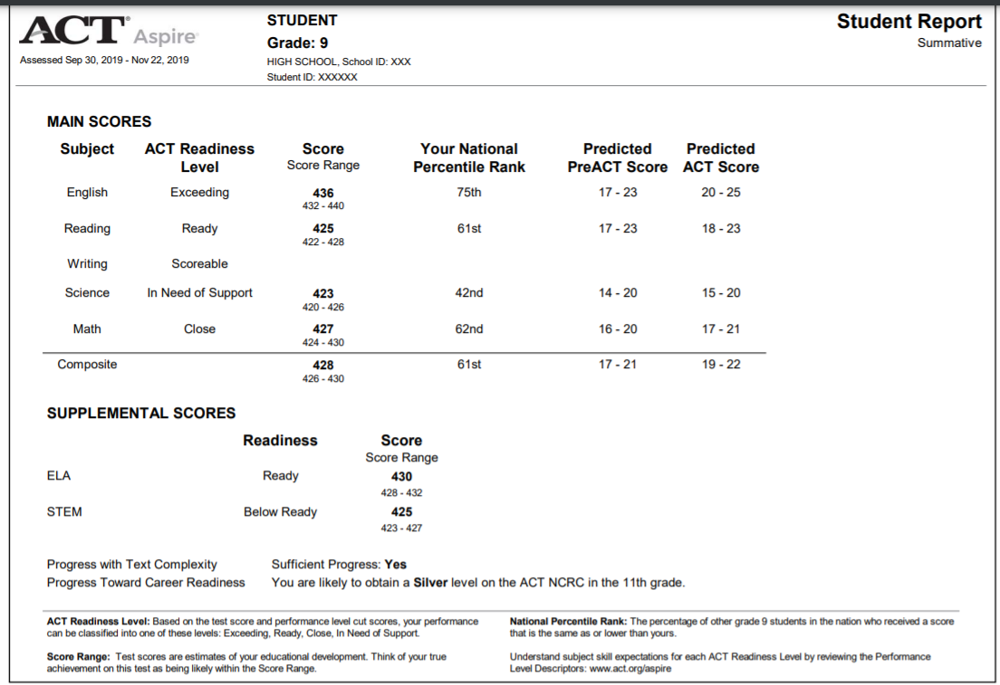 ACT® Aspire®
Assessed Sep 30, 2019 - Nov 22, 2019
STUDENT
Grade: 9
HIGH SCHOOL, School ID: XXX
Student ID: XXXXXX
Student Report
Summative
MAIN SCORES
Subject ACT Readiness Level Score Score Range Your National Percentile Rank Predicted PreACT Score Predicted ACT Score
English Exceeding 436 75th 17 - 23 20 - 25
432 - 440
Reading Ready 425 61st 17 - 23 18 - 23
422 - 428
Writing Scoreable
Science In Need of Support 423 42nd 14 - 20 15 - 20
420 - 426
Math Close 427 62nd 16 - 20 17 - 21
424 - 430
Composite 428 61st 17 - 21 19 - 22
426 - 430
SUPPLEMENTAL SCORES
Readiness Score
Score Range
ELA Ready 430
428 - 432
STEM Below Ready 425
423 - 427
Progress with Text Complexity Sufficient Progress: Yes
Progress Toward Career Readiness You are likely to obtain a Silver level on the ACT NCRC in the 11th grade.
ACT Readiness Level: Based on the test score and performance level cut scores, your performance
can be classified into one of these levels: Exceeding, Ready, Close, In Need of Support.
Score Range: Test scores are estimates of your educational development. Think of your true
achievement on this test as being likely within the Score Range.
National Percentile Rank: The percentage of other grade 9 students in the nation who received a score
that is the same as or lower than yours.
Understand subject skill expectations for each ACT Readiness Level by reviewing the Performance
Level Descriptors: www.act.org/aspire